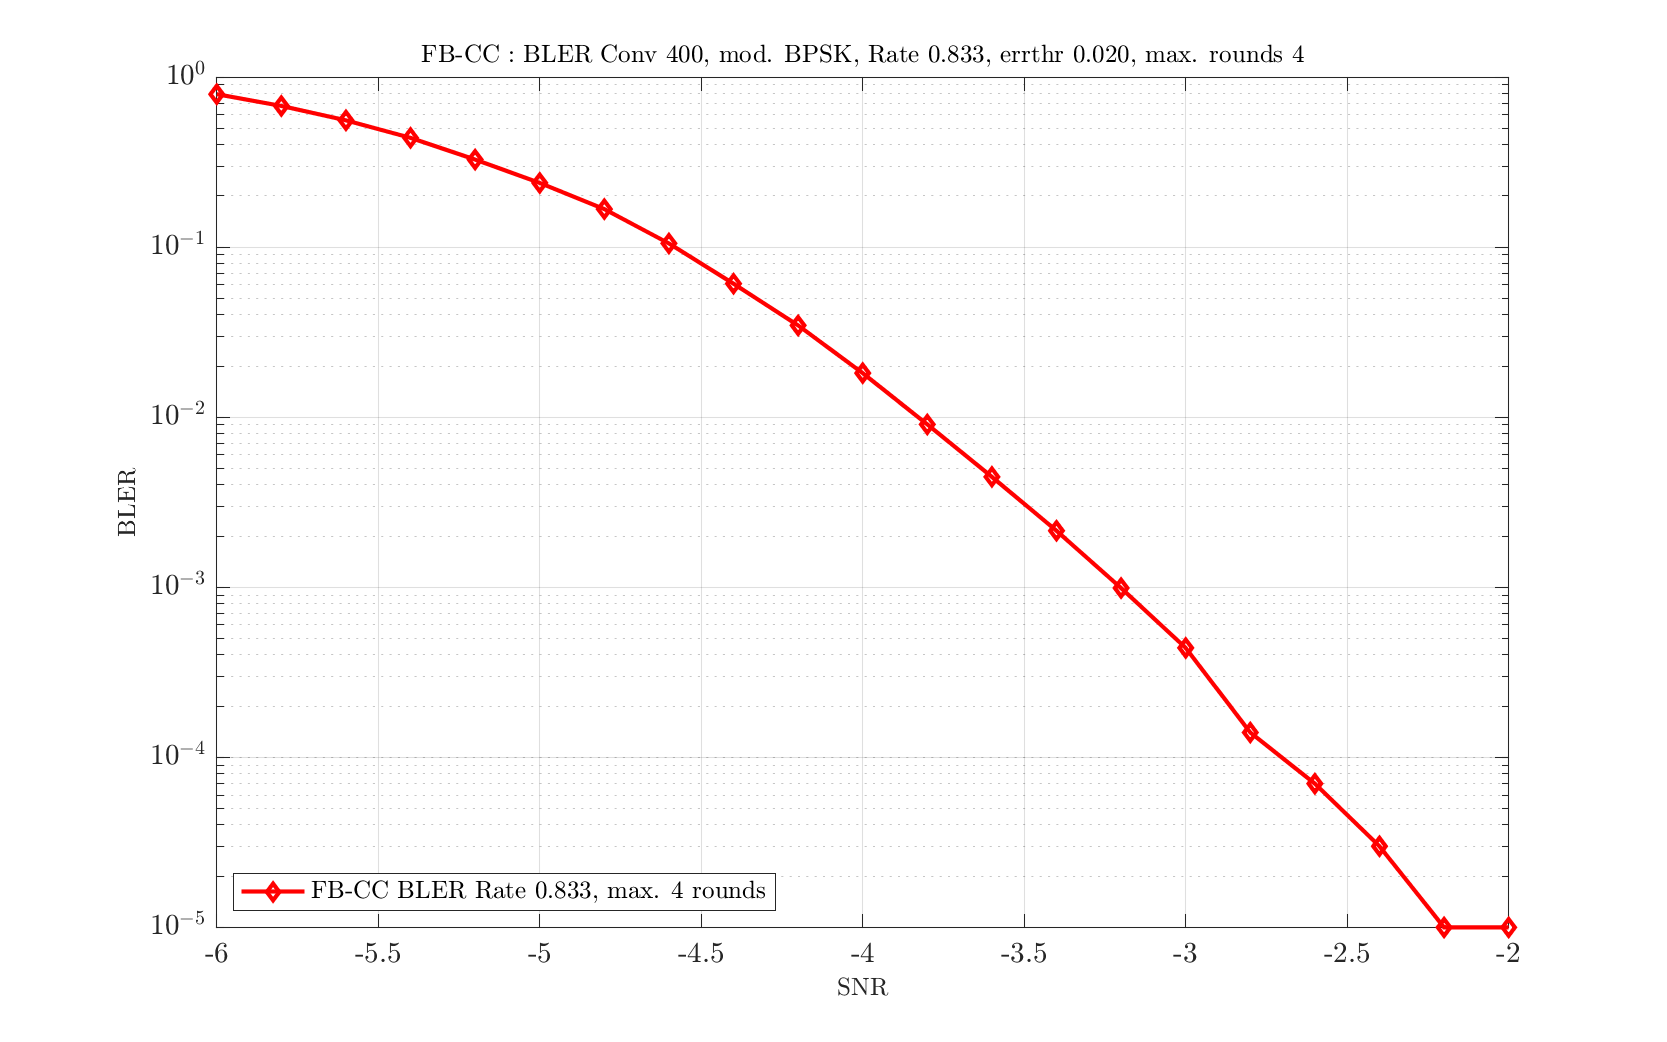 FB-CC : BLER Conv 400, mod. BPSK, Rate 0.833, errthr 0.020, max. rounds 4
10^0
10^-1
10^-2
10^-3
10^-4
10^-5
BLER
FB-CC BLER Rate 0.833, max. 4 rounds
-6 -5.5 -5 -4.5 -4 -3.5 -3 -2.5 -2
SNR